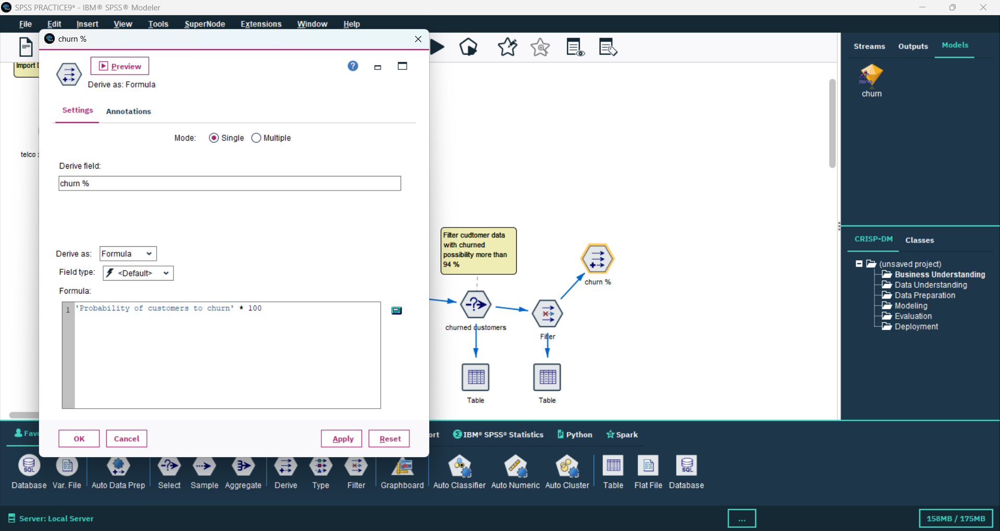 SPSS PRACTICE9* - IBM® SPSS® Modeler
File Edit Insert View Tools SuperNode Extensions Window Help
churn %
Preview
Derive as: Formula
Settings Annotations
Mode: Single Multiple
Derive field:
churn %
Derive as: Formula
Field type: <Default>
Formula:
1 'Probability of customers to churn' * 100
OK Cancel Apply Reset
Import
telco
Filter cudtomer data
with churned
possibility more than
94 %
churn %
churned customers
Filter
Table
Table
Streams Outputs Models
churn
CRISP-DM Classes
(unsaved project)
Business Understanding
Data Understanding
Data Preparation
Modeling
Evaluation
Deployment
Fav
ort
IBM® SPSS® Statistics
Python
Spark
SQL
SQL
Database Var. File Auto Data Prep Select Sample Aggregate Derive Type Filter Graphboard Auto Classifier Auto Numeric Auto Cluster Table Flat File Database
Server: Local Server
...
158MB / 175MB